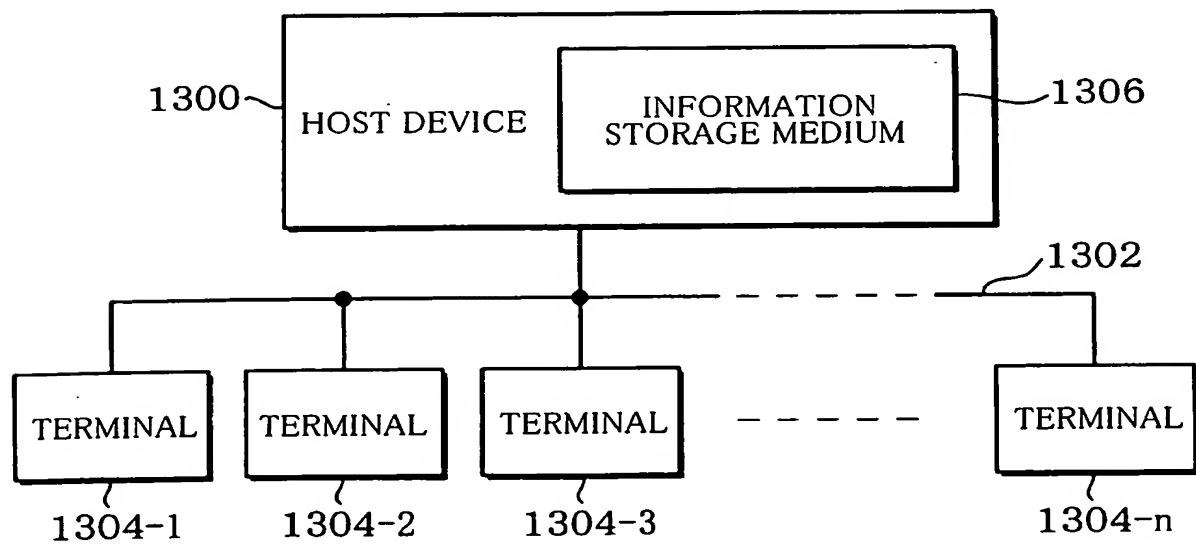 1300
HOST DEVICE
INFORMATION
STORAGE MEDIUM
1306
1302
TERMINAL
TERMINAL
TERMINAL
TERMINAL
1304-1
1304-2
1304-3
1304-n